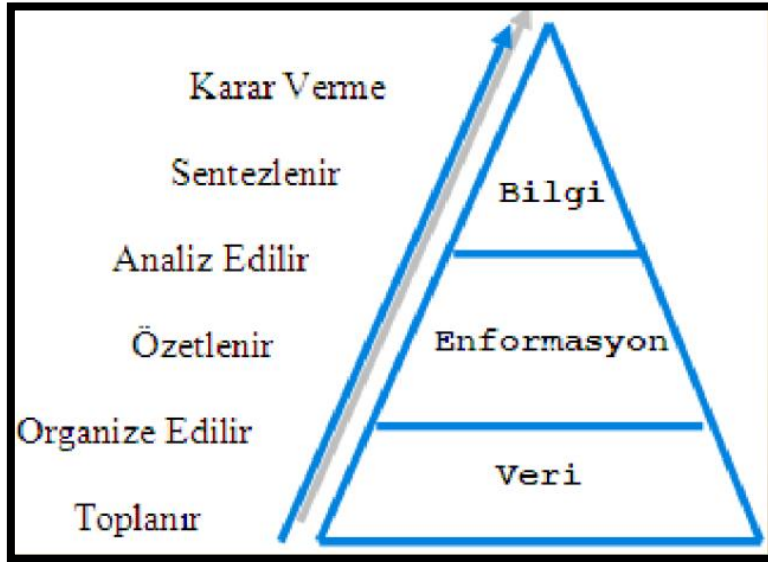 Karar Verme
Sentezlenir
Bilgi
Analiz Edilir
Özetlenir
Enformasyon
Organize Edilir
Veri
Toplanır